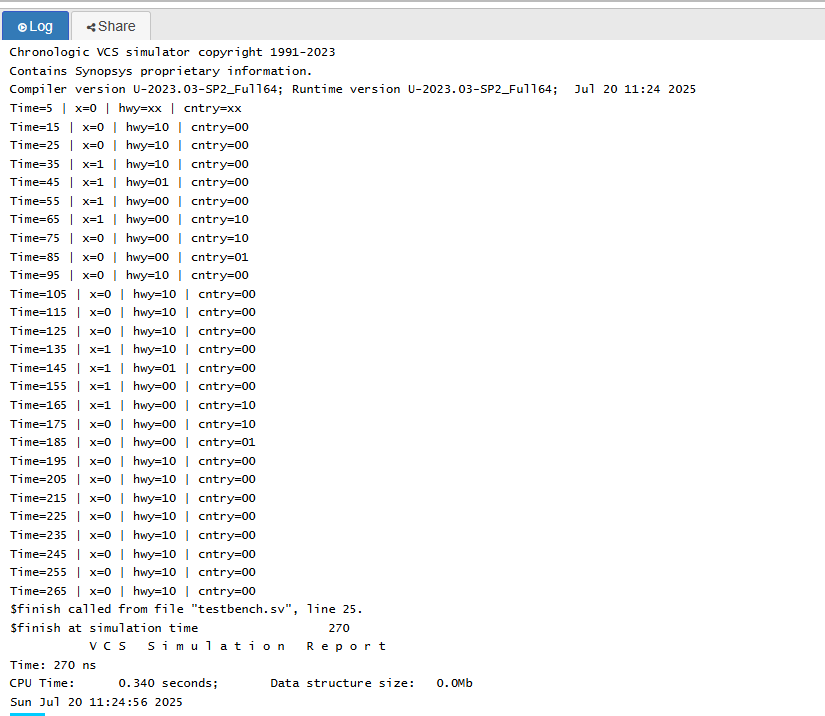 Log
Share
Chronologic VCS simulator copyright 1991-2023
Contains Synopsys proprietary information.
Compiler version U-2023.03-SP2_Full64; Runtime version U-2023.03-SP2_Full64;  Jul 20 11:24 2025
Time=5 | x=0 | hwy=xx | cntry=xx
Time=15 | x=0 | hwy=10 | cntry=00
Time=25 | x=0 | hwy=10 | cntry=00
Time=35 | x=1 | hwy=10 | cntry=00
Time=45 | x=1 | hwy=01 | cntry=00
Time=55 | x=1 | hwy=00 | cntry=00
Time=65 | x=1 | hwy=00 | cntry=10
Time=75 | x=0 | hwy=00 | cntry=10
Time=85 | x=0 | hwy=00 | cntry=01
Time=95 | x=0 | hwy=10 | cntry=00
Time=105 | x=0 | hwy=10 | cntry=00
Time=115 | x=0 | hwy=10 | cntry=00
Time=125 | x=0 | hwy=10 | cntry=00
Time=135 | x=1 | hwy=10 | cntry=00
Time=145 | x=1 | hwy=01 | cntry=00
Time=155 | x=1 | hwy=00 | cntry=00
Time=165 | x=1 | hwy=00 | cntry=10
Time=175 | x=0 | hwy=00 | cntry=10
Time=185 | x=0 | hwy=00 | cntry=01
Time=195 | x=0 | hwy=10 | cntry=00
Time=205 | x=0 | hwy=10 | cntry=00
Time=215 | x=0 | hwy=10 | cntry=00
Time=225 | x=0 | hwy=10 | cntry=00
Time=235 | x=0 | hwy=10 | cntry=00
Time=245 | x=0 | hwy=10 | cntry=00
Time=255 | x=0 | hwy=10 | cntry=00
Time=265 | x=0 | hwy=10 | cntry=00
$finish called from file "testbench.sv", line 25.
$finish at simulation time                  270
           V C S   S i m u l a t i o n   R e p o r t
Time: 270 ns
CPU Time:      0.340 seconds;       Data structure size:   0.0Mb
Sun Jul 20 11:24:56 2025